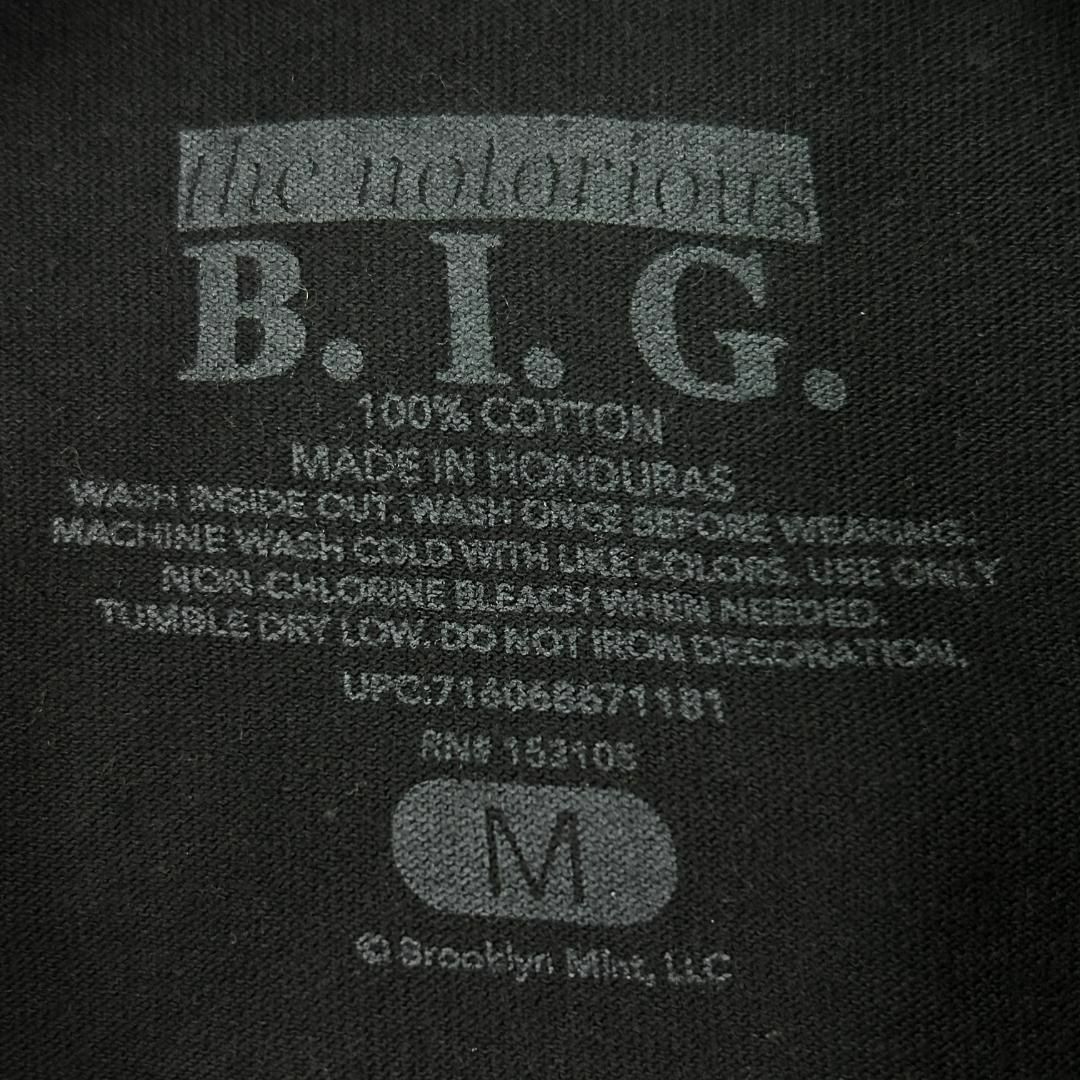 the notorious
B. I. G.
100% COTTON
MADE IN HONDURAS
WASH INSIDE OUT. WASH ONCE BEFORE WEARING.
MACHINE WASH COLD WITH LIKE COLORS. USE ONLY
NON-CHLORINE BLEACH WHEN NEEDED.
TUMBLE DRY LOW. DO NOT IRON DECORATION.
UPC:716068671181
RN# 153105
M
© Brooklyn Mint, LLC